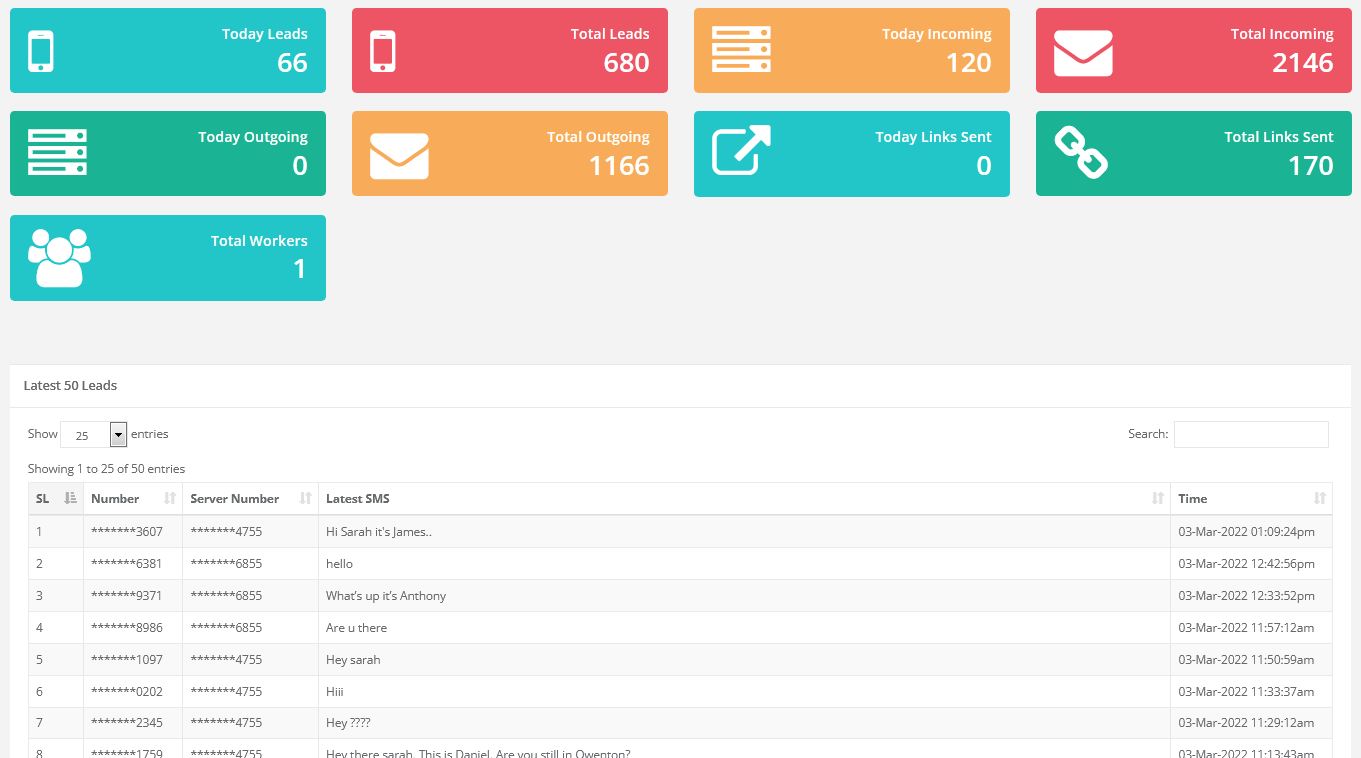 Today Leads
66
Total Leads
680
Today Incoming
120
Total Incoming
2146
Today Outgoing
0
Total Outgoing
1166
Today Links Sent
0
Total Links Sent
170
Total Workers
1
Latest 50 Leads
Show 25 entries Search:
Showing 1 to 25 of 50 entries
SL Number Server Number Latest SMS Time
1 *******3607 *******4755 Hi Sarah it's James.. 03-Mar-2022 01:09:24pm
2 *******6381 *******6855 hello 03-Mar-2022 12:42:56pm
3 *******9371 *******6855 What’s up it’s Anthony 03-Mar-2022 12:33:52pm
4 *******8986 *******6855 Are u there 03-Mar-2022 11:57:12am
5 *******1097 *******4755 Hey sarah 03-Mar-2022 11:50:59am
6 *******0202 *******4755 Hiii 03-Mar-2022 11:33:37am
7 *******2345 *******4755 Hey ???? 03-Mar-2022 11:29:12am
8 *******1759 *******4755 Hey there sarah. This is Daniel. Are you still in Owenton? 03-Mar-2022 11:13:43am